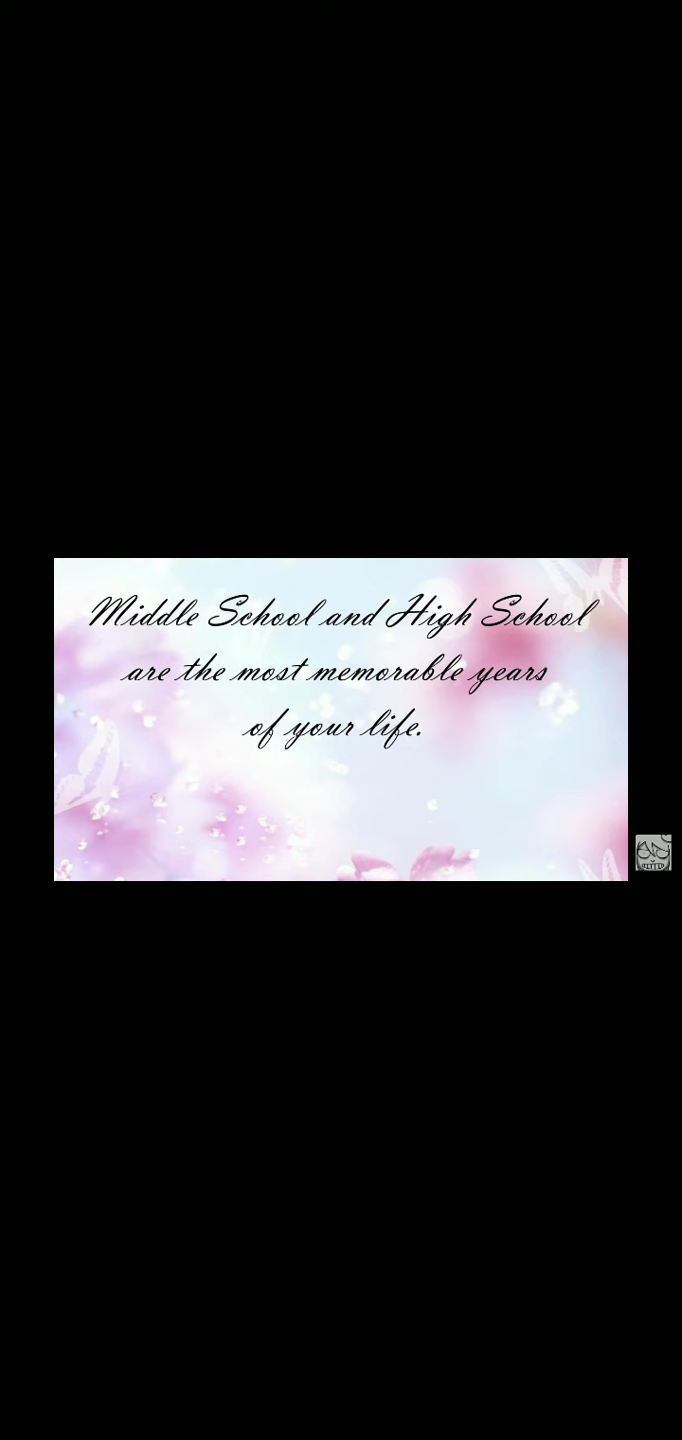 Middle School and High School
are the most memorable years
of your life.